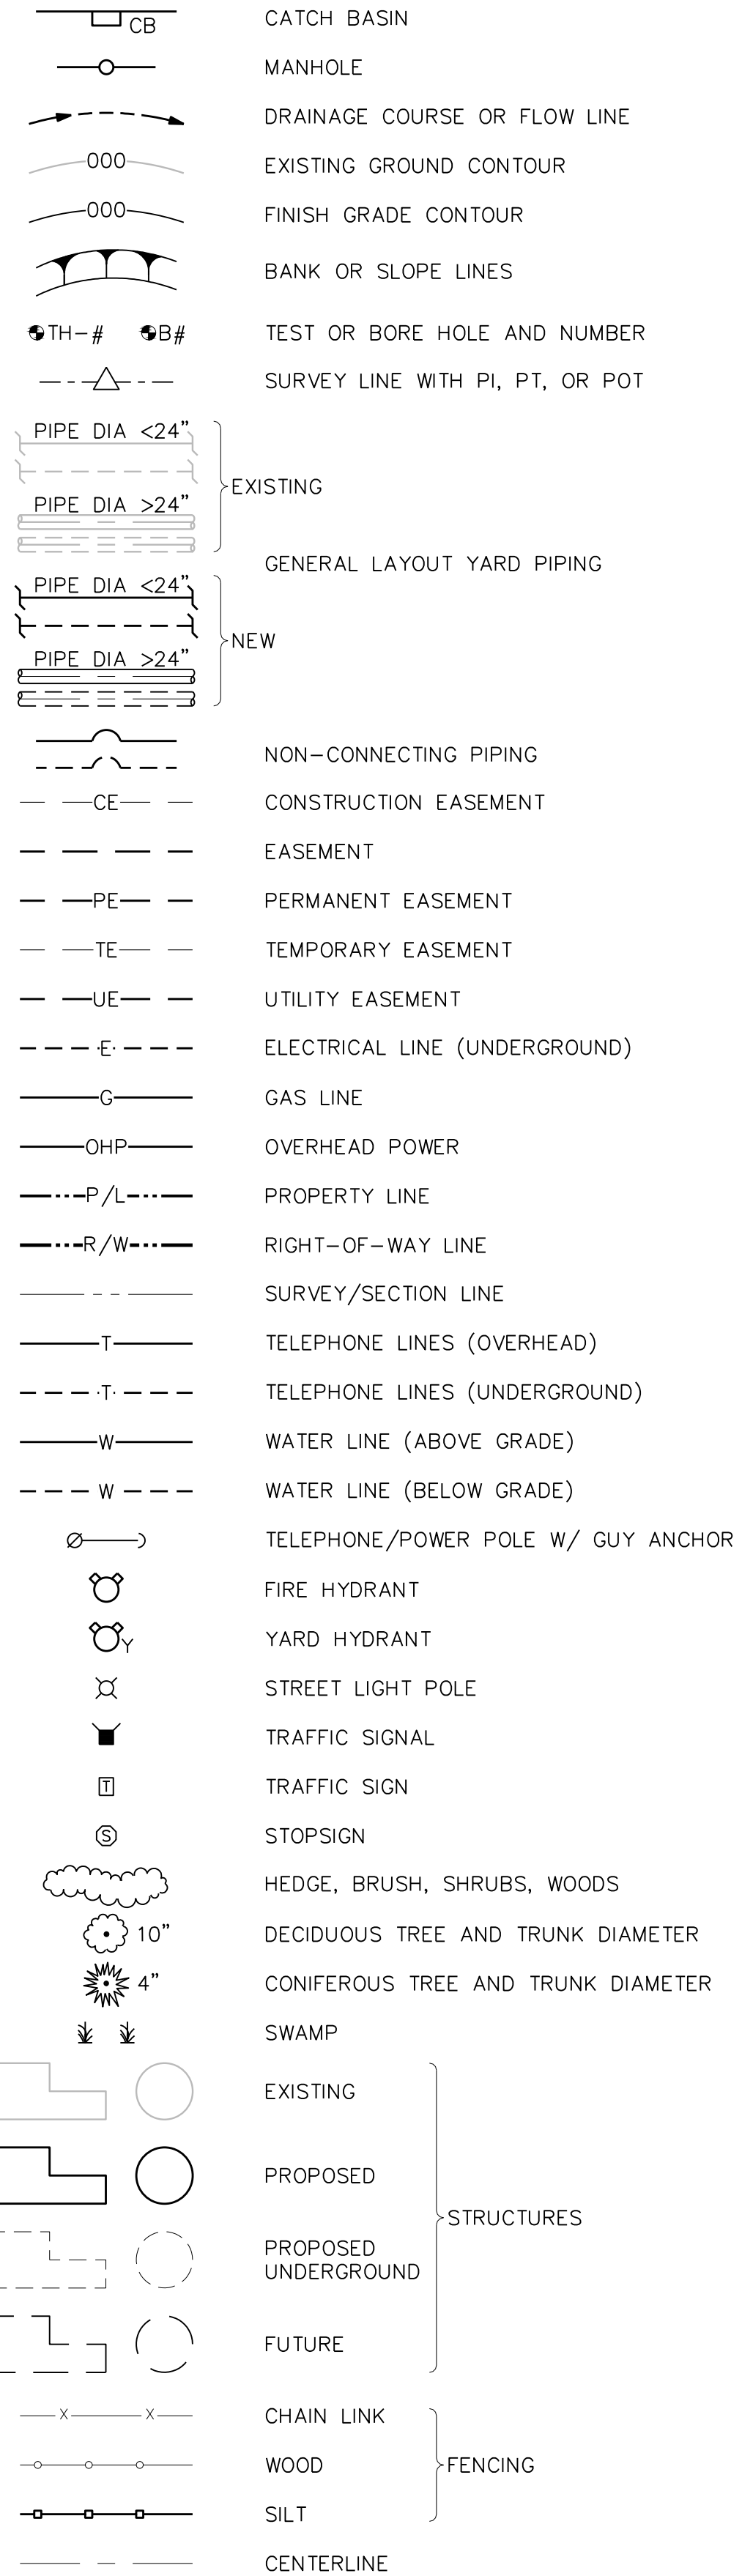 CB CATCH BASIN
MANHOLE
DRAINAGE COURSE OR FLOW LINE
000 EXISTING GROUND CONTOUR
000 FINISH GRADE CONTOUR
BANK OR SLOPE LINES
TH-# B# TEST OR BORE HOLE AND NUMBER
SURVEY LINE WITH PI, PT, OR POT
PIPE DIA <24"
EXISTING
PIPE DIA >24"
GENERAL LAYOUT YARD PIPING
PIPE DIA <24"
NEW
PIPE DIA >24"
NON-CONNECTING PIPING
CE CONSTRUCTION EASEMENT
EASEMENT
PE PERMANENT EASEMENT
TE TEMPORARY EASEMENT
UE UTILITY EASEMENT
E ELECTRICAL LINE (UNDERGROUND)
G GAS LINE
OHP OVERHEAD POWER
P/L PROPERTY LINE
R/W RIGHT-OF-WAY LINE
SURVEY/SECTION LINE
T TELEPHONE LINES (OVERHEAD)
T TELEPHONE LINES (UNDERGROUND)
W WATER LINE (ABOVE GRADE)
W WATER LINE (BELOW GRADE)
TELEPHONE/POWER POLE W/ GUY ANCHOR
FIRE HYDRANT
Y YARD HYDRANT
STREET LIGHT POLE
TRAFFIC SIGNAL
T TRAFFIC SIGN
S STOPSIGN
HEDGE, BRUSH, SHRUBS, WOODS
10" DECIDUOUS TREE AND TRUNK DIAMETER
4" CONIFEROUS TREE AND TRUNK DIAMETER
SWAMP
EXISTING
PROPOSED
STRUCTURES
PROPOSED
UNDERGROUND
FUTURE
X X CHAIN LINK
WOOD FENCING
SILT
CENTERLINE